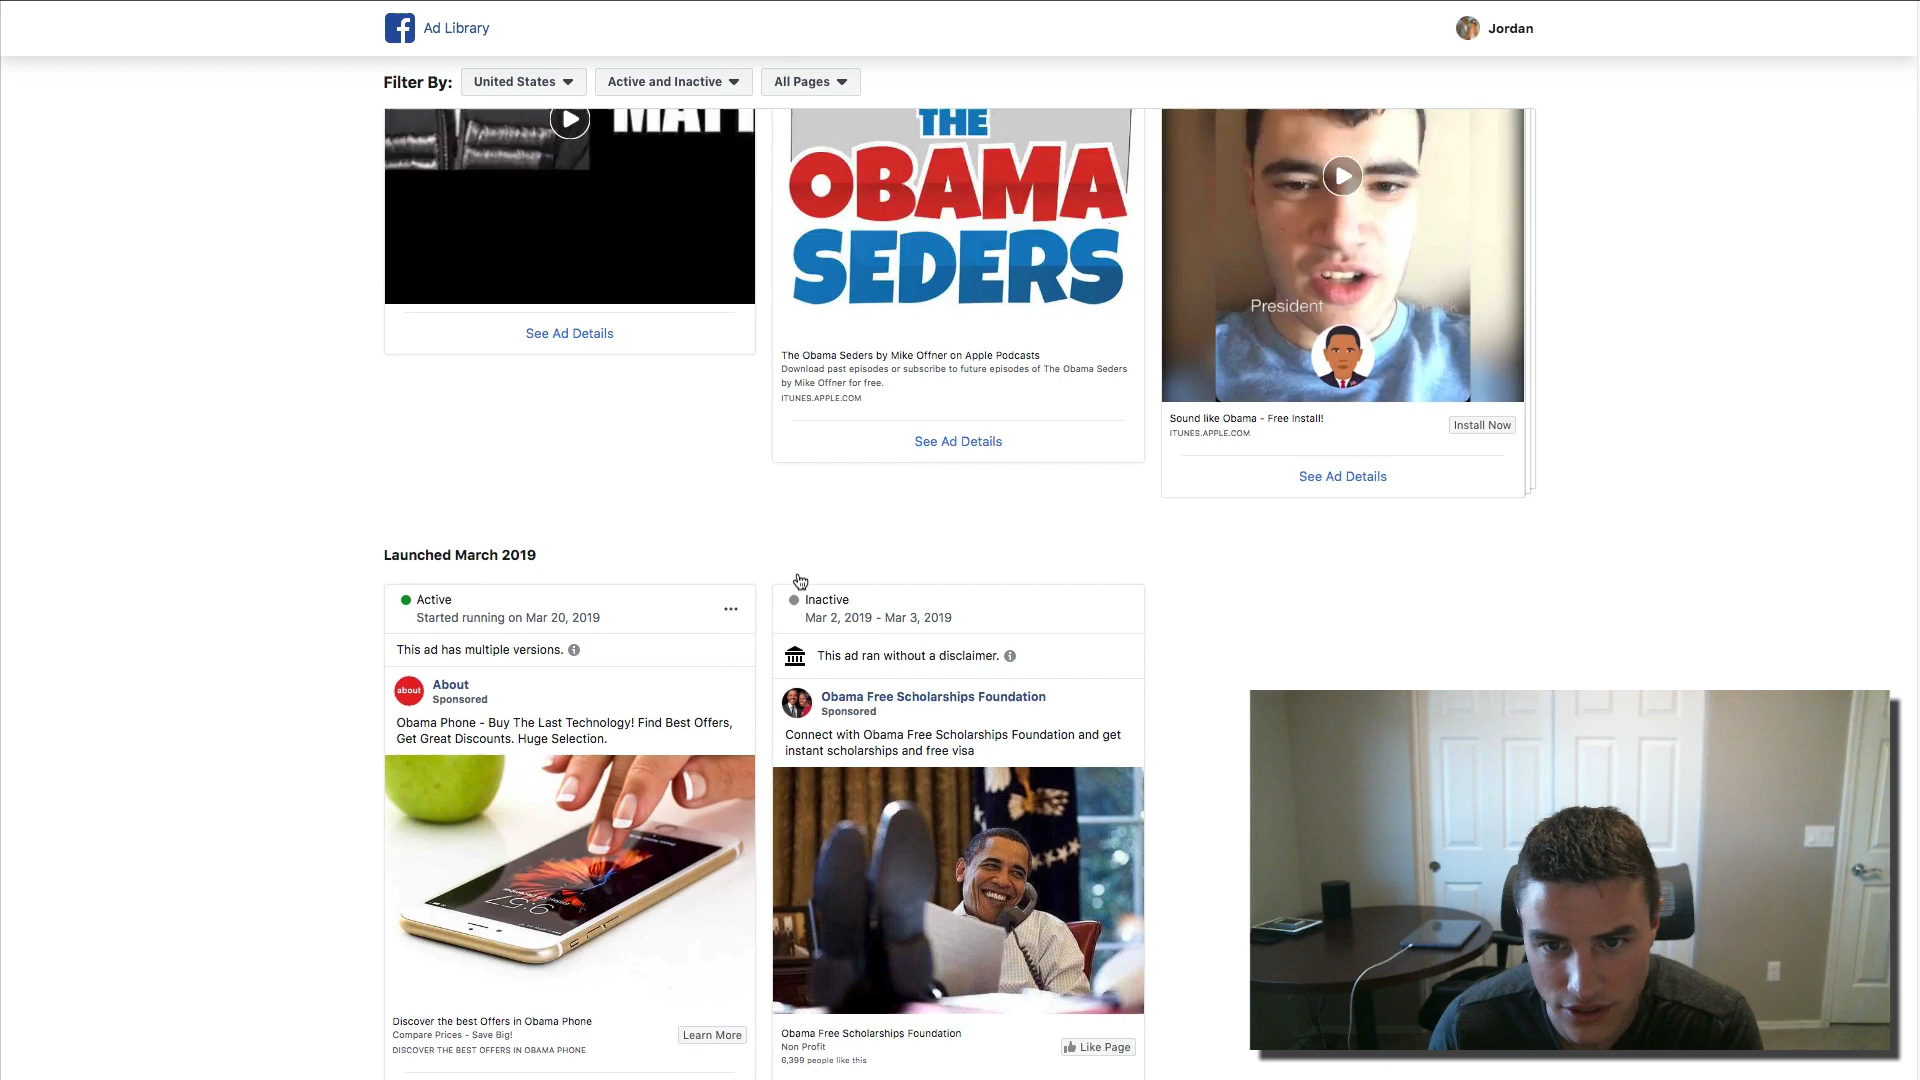 Ad Library
Jordan
Filter By:
United States
Active and Inactive
All Pages
THE
OBAMA
SEDERS
President
See Ad Details
The Obama Seders by Mike Offner on Apple Podcasts
Download past episodes or subscribe to future episodes of The Obama Seders
by Mike Offner for free.
ITUNES.APPLE.COM
See Ad Details
Sound like Obama - Free Install!
ITUNES.APPLE.COM
Install Now
See Ad Details
Launched March 2019
Active
Started running on Mar 20, 2019
This ad has multiple versions.
about
About
Sponsored
Obama Phone - Buy The Last Technology! Find Best Offers,
Get Great Discounts. Huge Selection.
9:57
Discover the best Offers in Obama Phone
Compare Prices - Save Big!
DISCOVER THE BEST OFFERS IN OBAMA PHONE
Learn More
Inactive
Mar 2, 2019 - Mar 3, 2019
This ad ran without a disclaimer.
Obama Free Scholarships Foundation
Sponsored
Connect with Obama Free Scholarships Foundation and get
instant scholarships and free visa
Obama Free Scholarships Foundation
Non Profit
6,399 people like this
Like Page